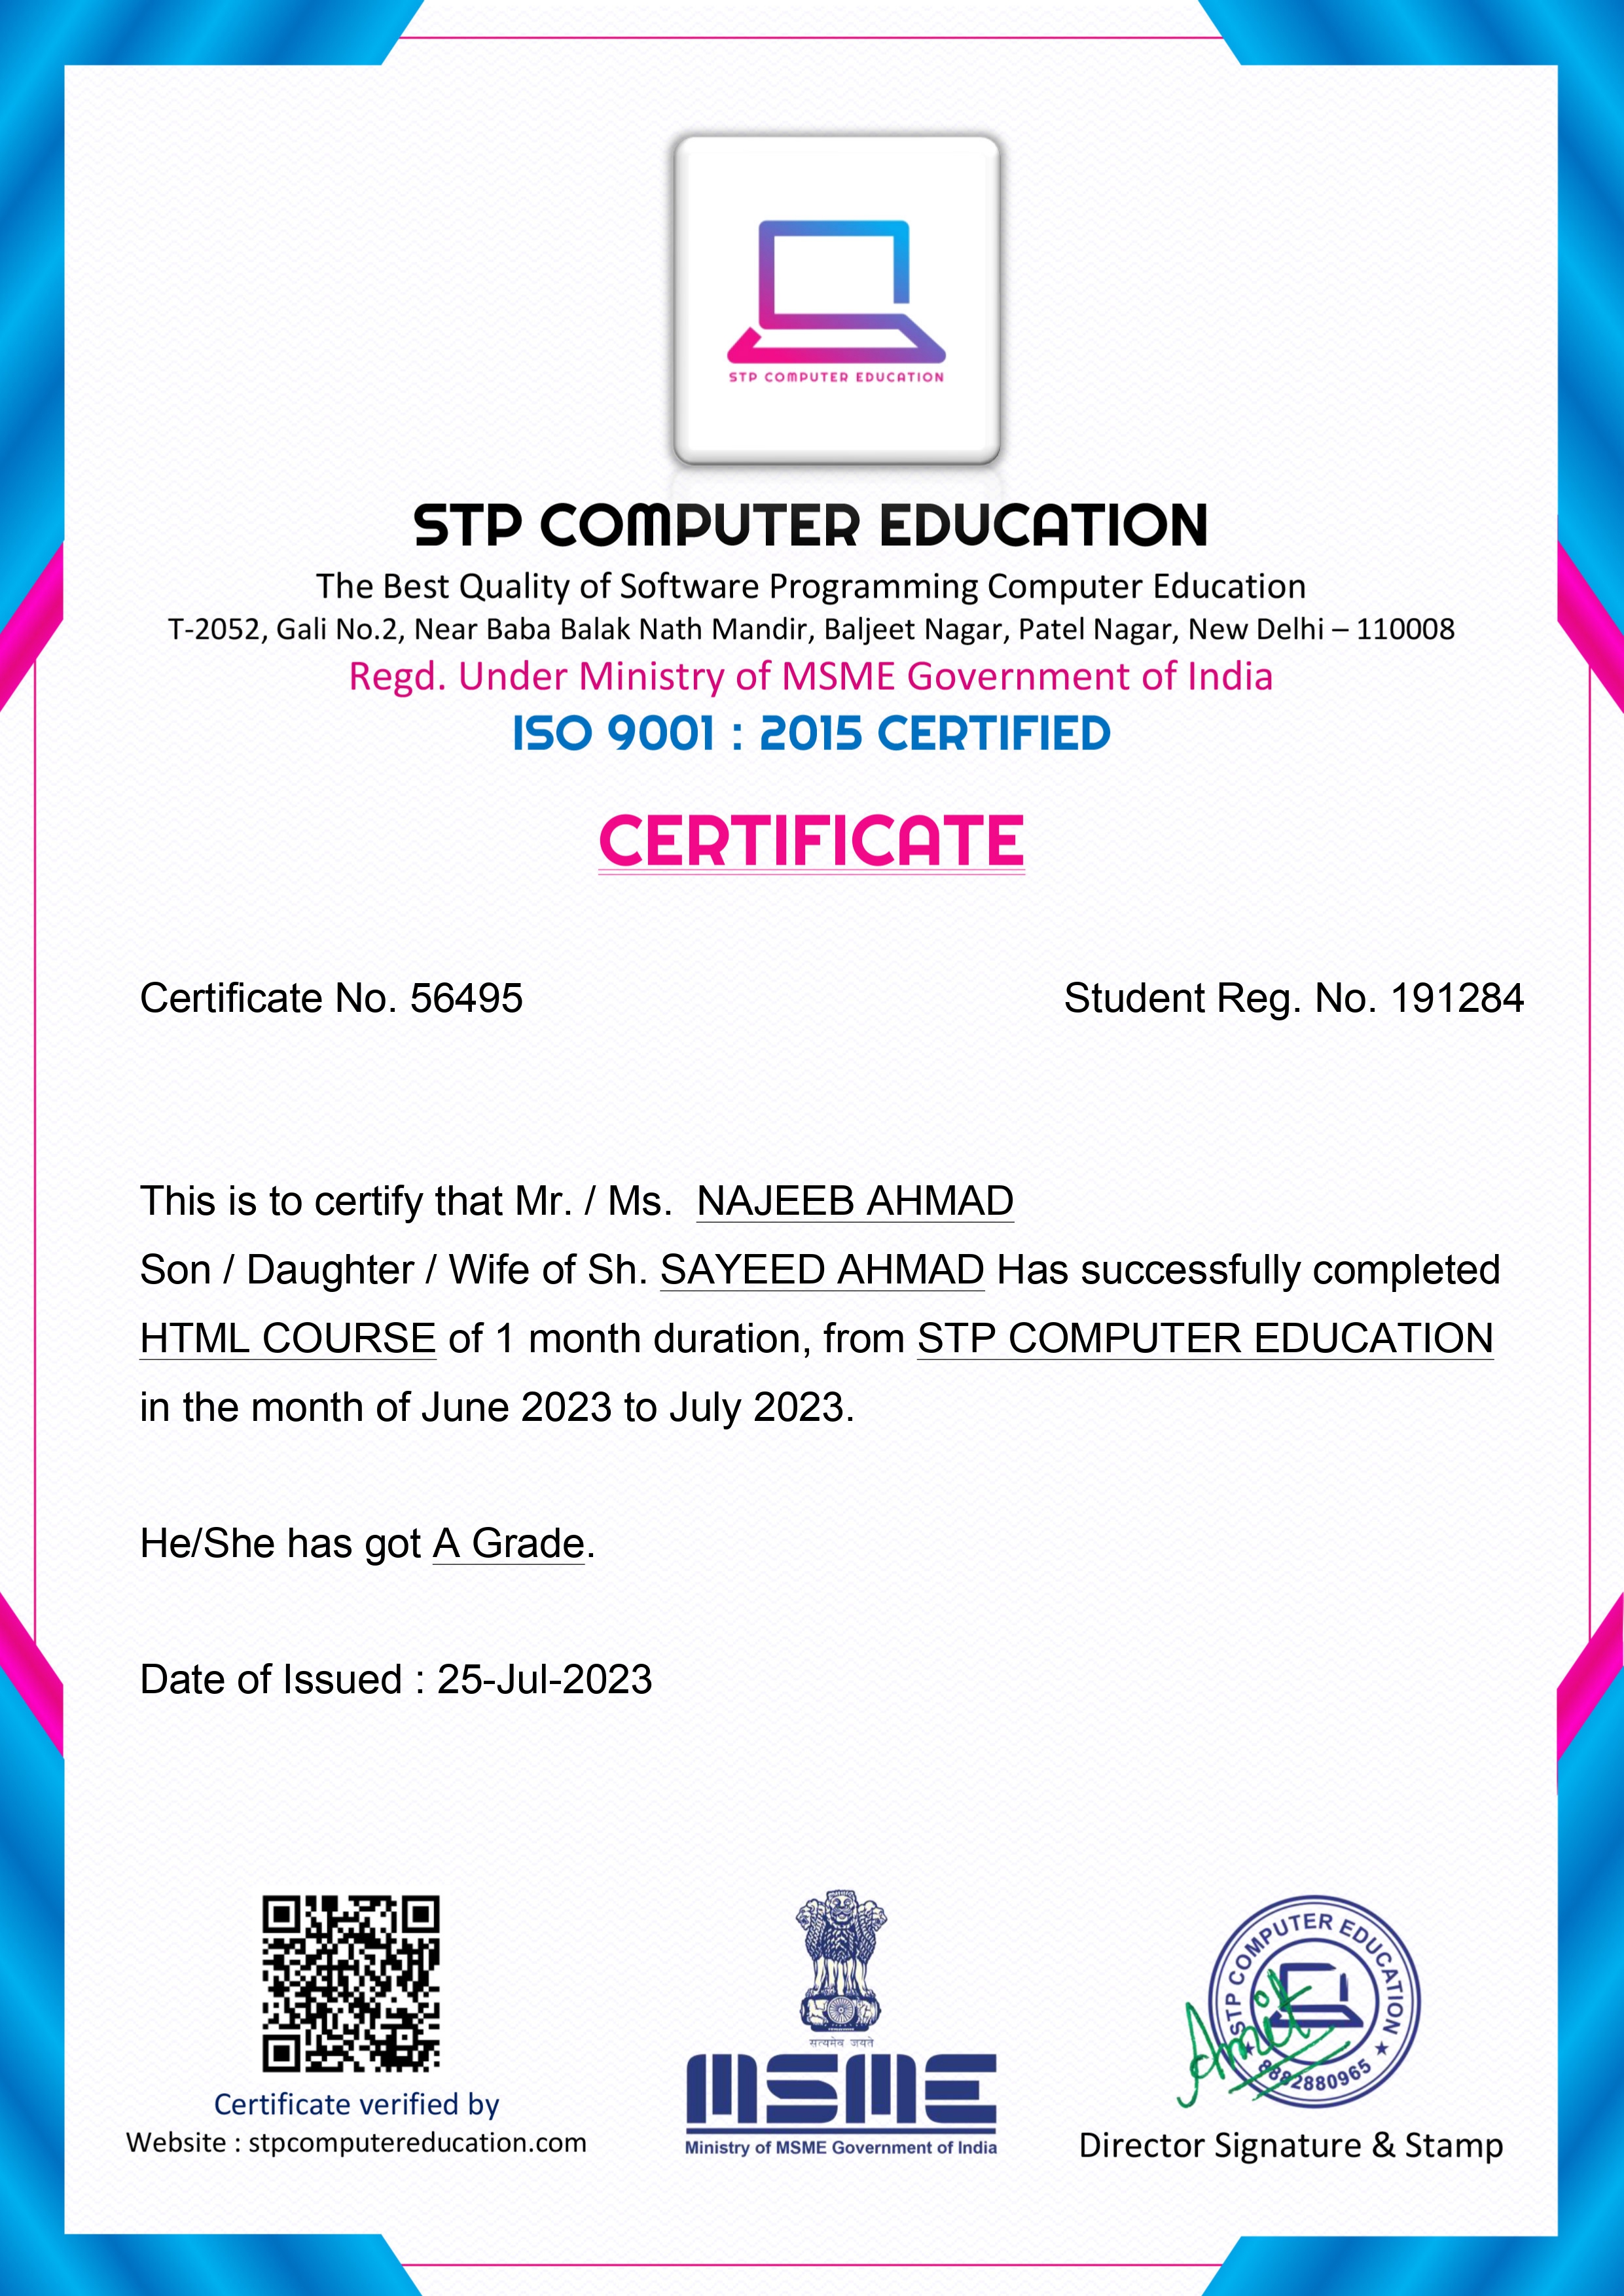 STP COMPUTER EDUCATION
STP COMPUTER EDUCATION
The Best Quality of Software Programming Computer Education
T-2052, Gali No.2, Near Baba Balak Nath Mandir, Baljeet Nagar, Patel Nagar, New Delhi – 110008
Regd. Under Ministry of MSME Government of India
ISO 9001 : 2015 CERTIFIED
CERTIFICATE
Certificate No. 56495 Student Reg. No. 191284
This is to certify that Mr. / Ms. NAJEEB AHMAD
Son / Daughter / Wife of Sh. SAYEED AHMAD Has successfully completed
HTML COURSE of 1 month duration, from STP COMPUTER EDUCATION
in the month of June 2023 to July 2023.
He/She has got A Grade.
Date of Issued : 25-Jul-2023
Certificate verified by
Website : stpcomputereducation.com
सत्यमेव जयते
MSME
Ministry of MSME Government of India
STP COMPUTER EDUCATION
8882880965
Amit
Director Signature & Stamp